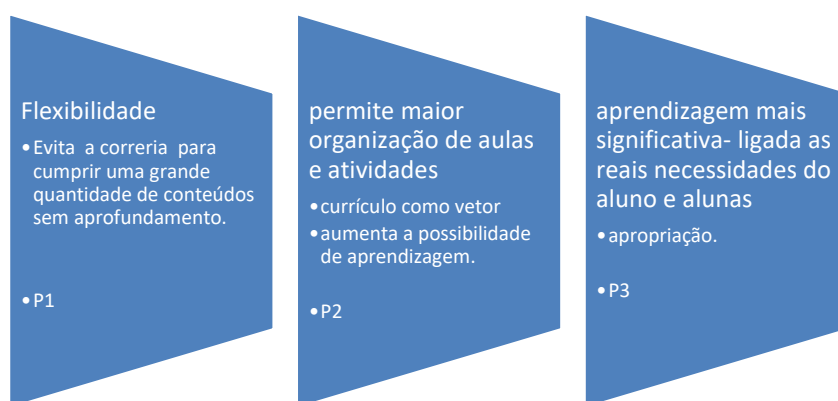 Flexibilidade
•Evita a correria para
cumprir uma grande
quantidade de conteúdos
sem aprofundamento.
•P1
permite maior
organização de aulas
e atividades
•currículo como vetor
•aumenta a possibilidade
de aprendizagem.
•P2
aprendizagem mais
significativa- ligada as
reais necessidades do
aluno e alunas
•apropriação.
•P3